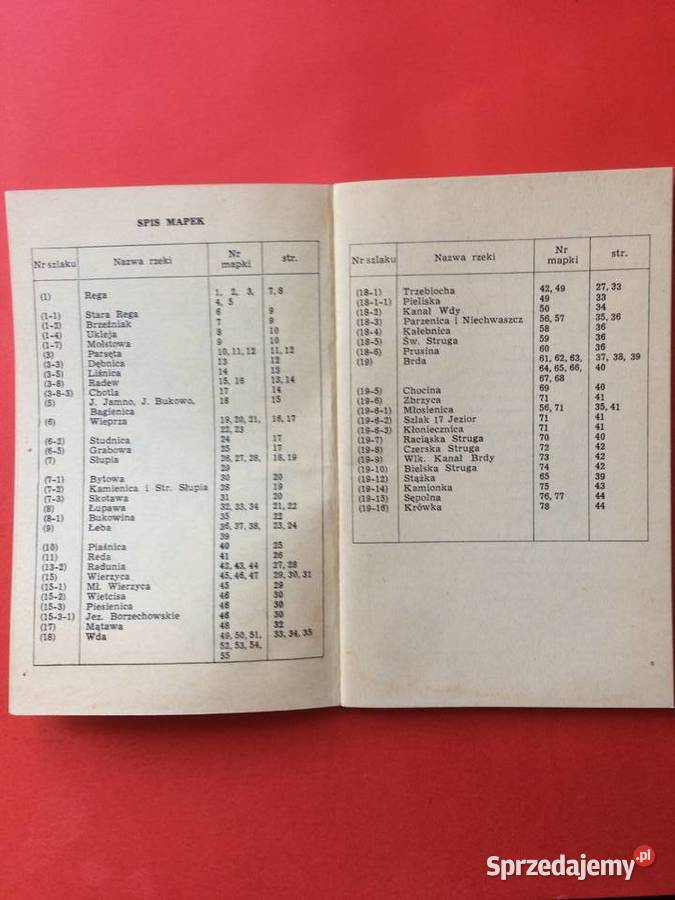 SPIS MAPEK
Nr szlaku Nazwa rzeki Nr mapki str.
(1) Rega 1, 2, 3, 7, 8
4, 5
(1-1) Stara Rega 6 9
(1-2) Brzeźniak 7 9
(1-4) Ukleja 8 10
(1-7) Mołstowa 9 10
(3) Parsęta 10, 11, 12 11, 12
(3-3) Dębnica 13 12
(3-5) Liśnica 14 13
(3-8) Radew 15, 16 13, 14
(3-8-3) Chotla 17 14
(5) J. Jamno, J. Bukowo, 18 15
Bagienica
(6) Wieprza 19, 20, 21, 16, 17
22, 23
(6-2) Studnica 24 17
(6-5) Grabowa 25 17
(7) Słupia 26, 27, 28, 18, 19
29
(7-1) Bytowa 30 20
(7-2) Kamienica i Str. Słupia 28 19
(7-3) Skotawa 31 20
(8) Łupawa 32, 33, 34 21, 22
(8-1) Bukowina 35 22
(9) Łeba 36, 37, 38, 23, 24
39
(10) Piaśnica 40 25
(11) Reda 41 26
(13-2) Radunia 42, 43, 44 27, 28
(15) Wierzyca 45, 46, 47 29, 30, 31
(15-1) Mł. Wierzyca 45 29
(15-2) Wietcisa 46 30
(15-3) Piesienica 46 30
(15-3-1) Jez. Borzechowskie 46 30
(17) Mątawa 48 32
(18) Wda 49, 50, 51, 33, 34, 35
52, 53, 54,
55
Nr szlaku Nazwa rzeki Nr mapki str.
(18-1) Trzebiocha 42, 49 27, 33
(18-1-1) Pieliska 49 33
(18-2) Kanał Wdy 50 34
(18-3) Parzenica i Niechwaszcz 56, 57 35, 36
(18-4) Kałebnica 58 36
(18-5) Św. Struga 59 36
(18-6) Prusina 60 36
(19) Brda 61, 62, 63, 37, 38, 39
64, 65, 66, 40
67, 68
(19-5) Chocina 69 40
(19-6) Zbrzyca 71 41
(19-6-1) Młosienica 56, 71 35, 41
(19-6-2) Szlak 17 Jezior 71 41
(19-6-3) Kłoniecznica 71 41
(19-7) Raciąska Struga 70 40
(19-8) Czerska Struga 72 42
(19-9) Wlk. Kanał Brdy 73 42
(19-10) Bielska Struga 74 42
(19-12) Stążka 65 39
(19-14) Kamionka 75 43
(19-15) Sępolna 76, 77 44
(19-16) Krówka 78 44
Sprzedajemy.pl